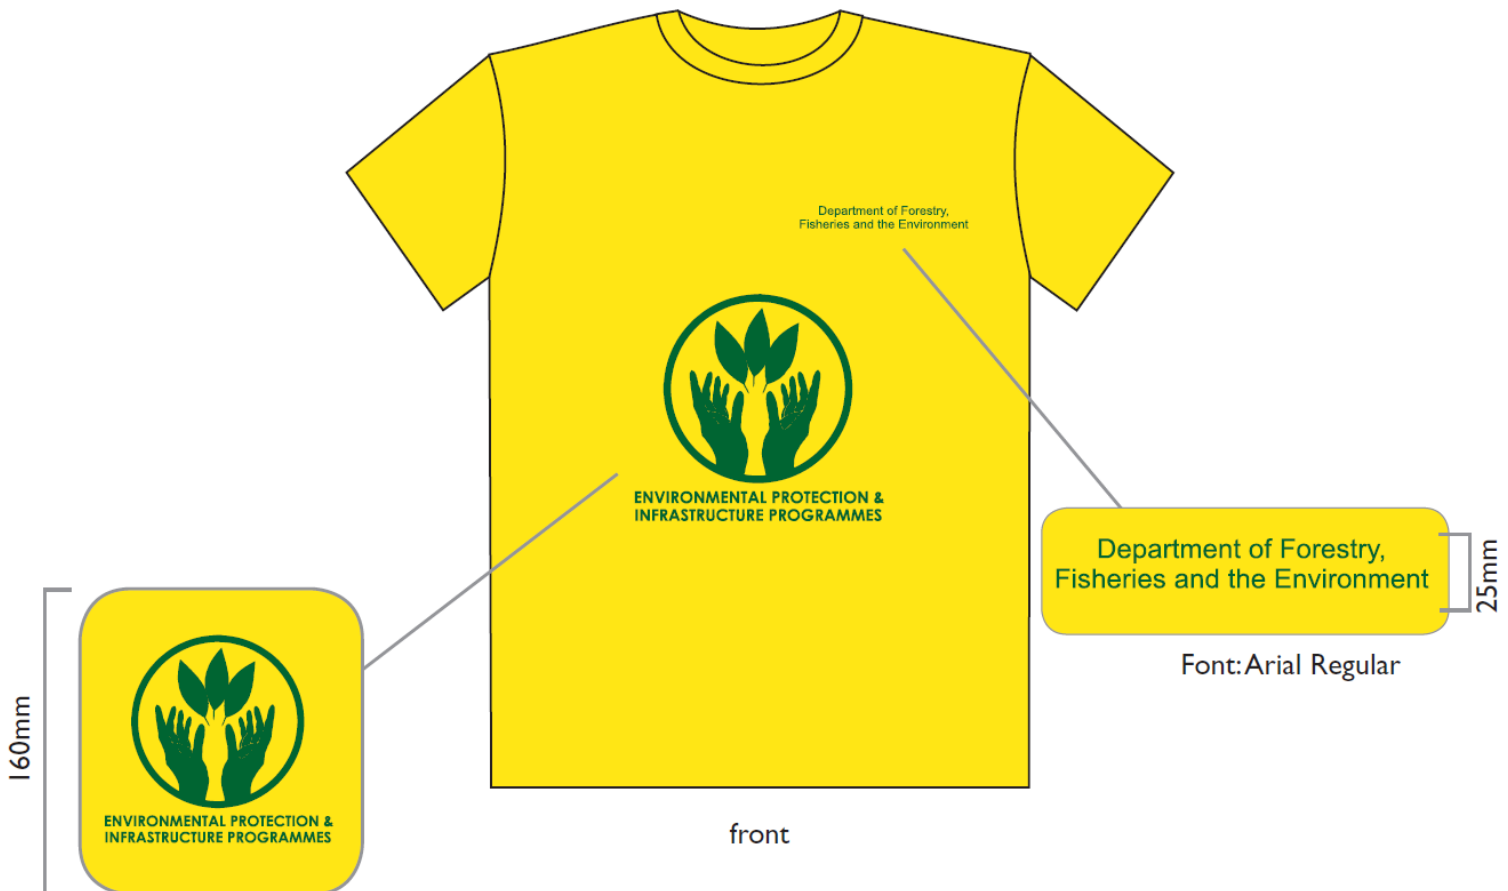 Department of Forestry,
Fisheries and the Environment
ENVIRONMENTAL PROTECTION &
INFRASTRUCTURE PROGRAMMES
Department of Forestry,
Fisheries and the Environment
25mm
Font: Arial Regular
160mm
ENVIRONMENTAL PROTECTION &
INFRASTRUCTURE PROGRAMMES
front